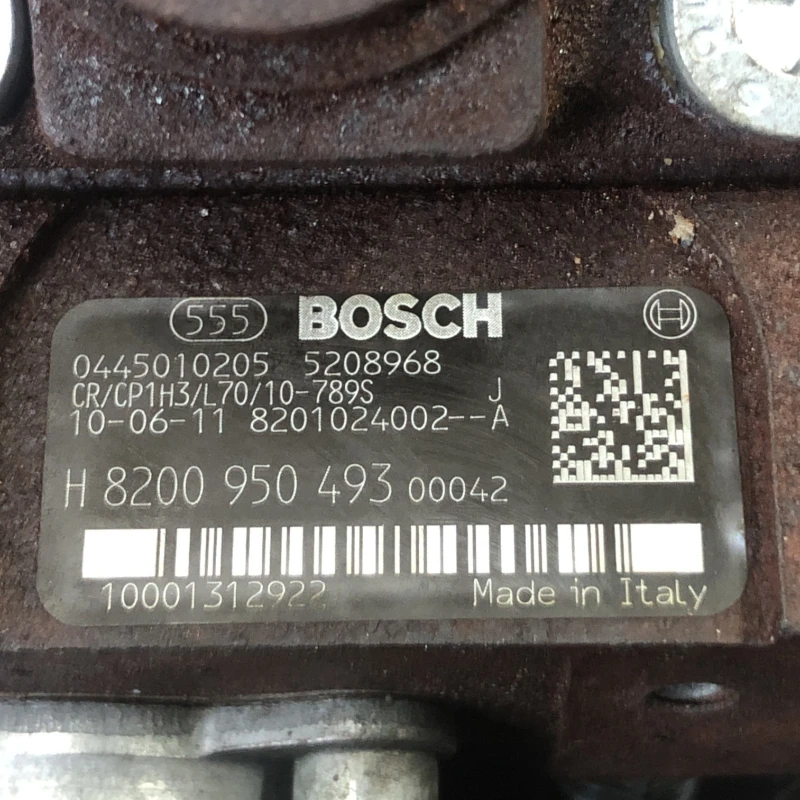 555 BOSCH
0445010205 5208968
CR/CP1H3/L70/10-789S J
10-06-11 8201024002--A
H 8200 950 493 00042
10001312922 Made in Italy